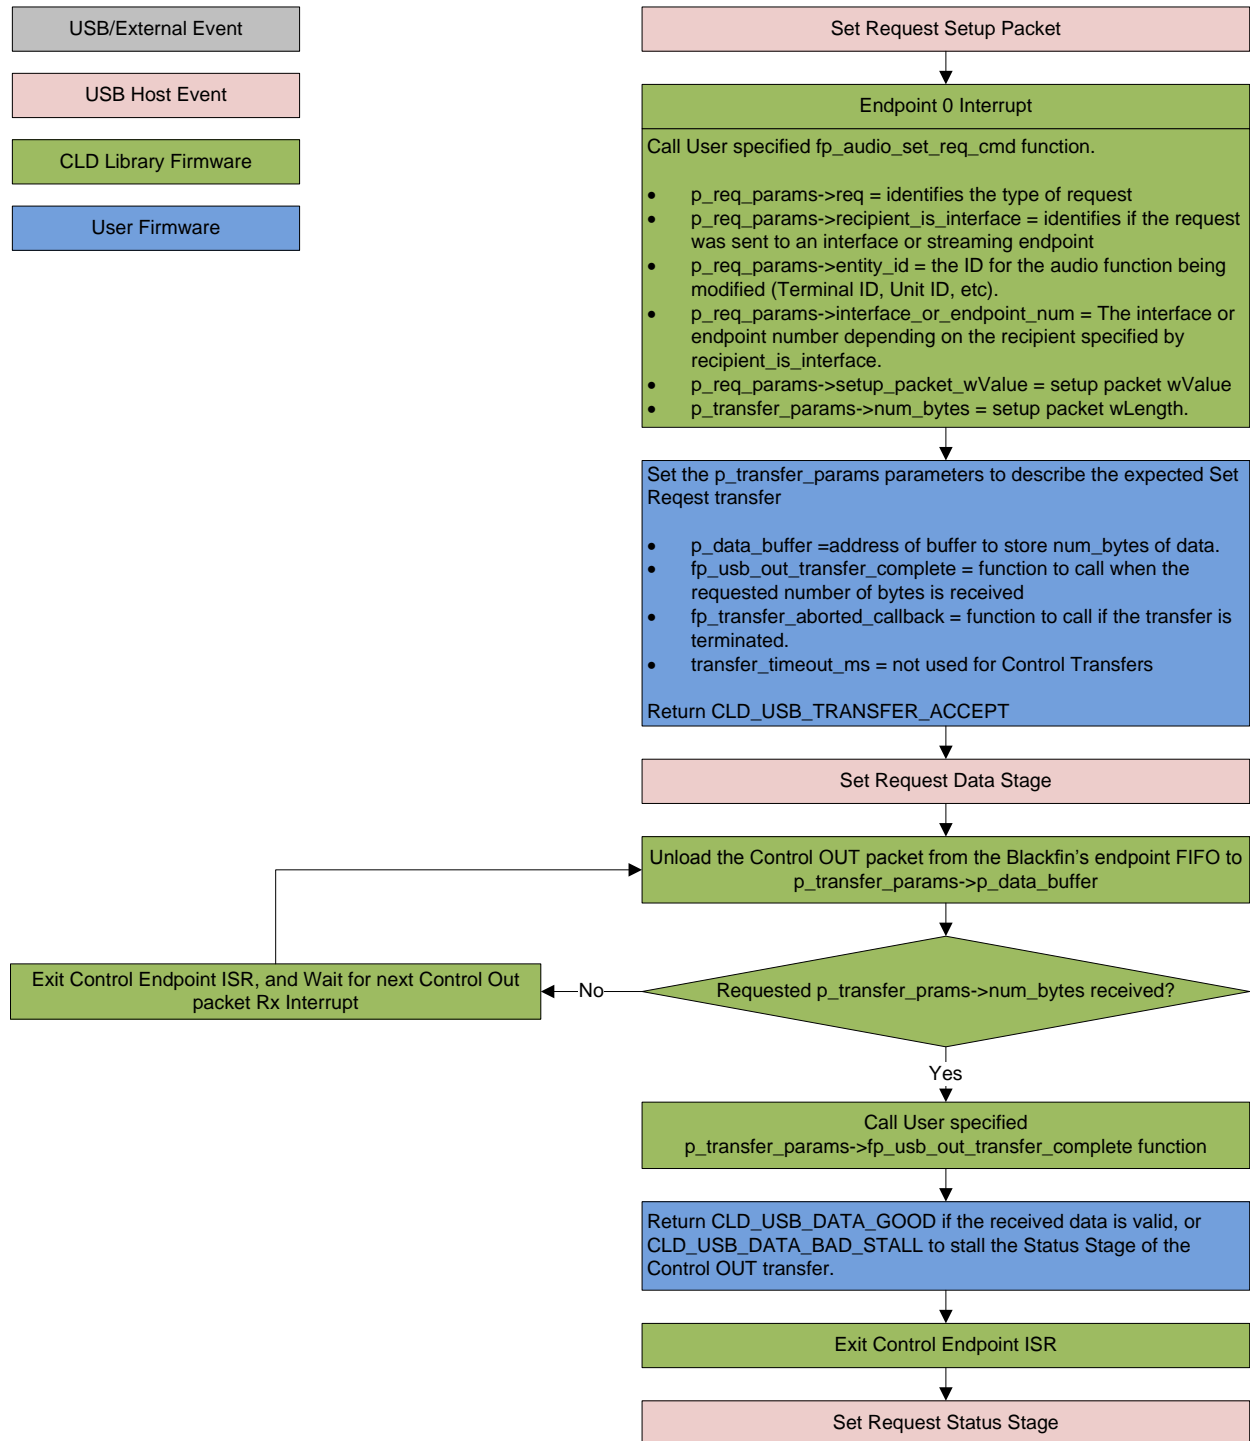 USB/External Event
USB Host Event
CLD Library Firmware
User Firmware
Set Request Setup Packet
Endpoint 0 Interrupt
Call User specified fp_audio_set_req_cmd function.
• p_req_params->req = identifies the type of request
• p_req_params->recipient_is_interface = identifies if the request
was sent to an interface or streaming endpoint
• p_req_params->entity_id = the ID for the audio function being
modified (Terminal ID, Unit ID, etc).
• p_req_params->interface_or_endpoint_num = The interface or
endpoint number depending on the recipient specified by
recipient_is_interface.
• p_req_params->setup_packet_wValue = setup packet wValue
• p_transfer_params->num_bytes = setup packet wLength.
Set the p_transfer_params parameters to describe the expected Set
Reqest transfer
• p_data_buffer =address of buffer to store num_bytes of data.
• fp_usb_out_transfer_complete = function to call when the
requested number of bytes is received
• fp_transfer_aborted_callback = function to call if the transfer is
terminated.
• transfer_timeout_ms = not used for Control Transfers
Return CLD_USB_TRANSFER_ACCEPT
Set Request Data Stage
Unload the Control OUT packet from the Blackfin's endpoint FIFO to
p_transfer_params->p_data_buffer
Exit Control Endpoint ISR, and Wait for next Control Out
packet Rx Interrupt
No
Requested p_transfer_prams->num_bytes received?
Yes
Call User specified
p_transfer_params->fp_usb_out_transfer_complete function
Return CLD_USB_DATA_GOOD if the received data is valid, or
CLD_USB_DATA_BAD_STALL to stall the Status Stage of the
Control OUT transfer.
Exit Control Endpoint ISR
Set Request Status Stage